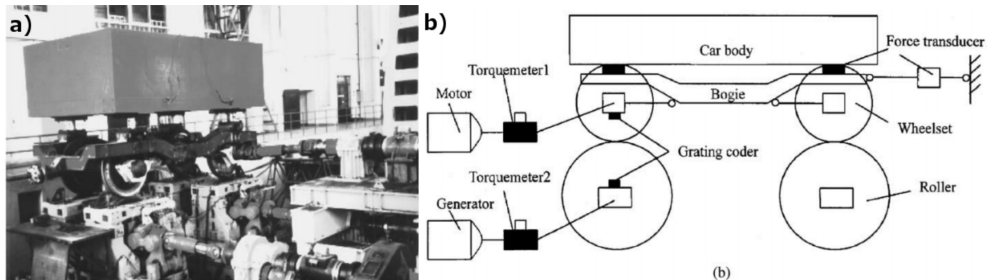 a)
b)
Car body
Force transducer
Torquemeter1
Motor
Bogie
Wheelset
Grating coder
Torquemeter2
Generator
Roller
(b)